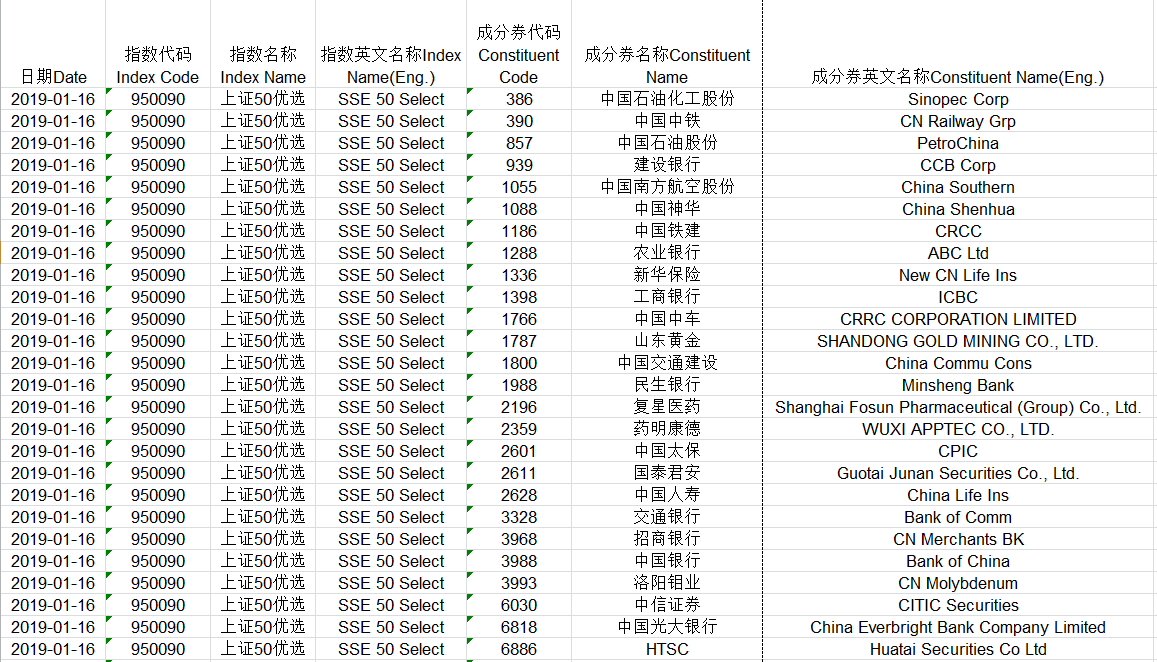 日期Date 指数代码Index Code 指数名称Index Name 指数英文名称Index Name(Eng.) 成分券代码Constituent Code 成分券名称Constituent Name 成分券英文名称Constituent Name(Eng.)
2019-01-16 950090 上证50优选 SSE 50 Select 386 中国石油化工股份 Sinopec Corp
2019-01-16 950090 上证50优选 SSE 50 Select 390 中国中铁 CN Railway Grp
2019-01-16 950090 上证50优选 SSE 50 Select 857 中国石油股份 PetroChina
2019-01-16 950090 上证50优选 SSE 50 Select 939 建设银行 CCB Corp
2019-01-16 950090 上证50优选 SSE 50 Select 1055 中国南方航空股份 China Southern
2019-01-16 950090 上证50优选 SSE 50 Select 1088 中国神华 China Shenhua
2019-01-16 950090 上证50优选 SSE 50 Select 1186 中国铁建 CRCC
2019-01-16 950090 上证50优选 SSE 50 Select 1288 农业银行 ABC Ltd
2019-01-16 950090 上证50优选 SSE 50 Select 1336 新华保险 New CN Life Ins
2019-01-16 950090 上证50优选 SSE 50 Select 1398 工商银行 ICBC
2019-01-16 950090 上证50优选 SSE 50 Select 1766 中国中车 CRRC CORPORATION LIMITED
2019-01-16 950090 上证50优选 SSE 50 Select 1787 山东黄金 SHANDONG GOLD MINING CO., LTD.
2019-01-16 950090 上证50优选 SSE 50 Select 1800 中国交通建设 China Commu Cons
2019-01-16 950090 上证50优选 SSE 50 Select 1988 民生银行 Minsheng Bank
2019-01-16 950090 上证50优选 SSE 50 Select 2196 复星医药 Shanghai Fosun Pharmaceutical (Group) Co., Ltd.
2019-01-16 950090 上证50优选 SSE 50 Select 2359 药明康德 WUXI APPTEC CO., LTD.
2019-01-16 950090 上证50优选 SSE 50 Select 2601 中国太保 CPIC
2019-01-16 950090 上证50优选 SSE 50 Select 2611 国泰君安 Guotai Junan Securities Co., Ltd.
2019-01-16 950090 上证50优选 SSE 50 Select 2628 中国人寿 China Life Ins
2019-01-16 950090 上证50优选 SSE 50 Select 3328 交通银行 Bank of Comm
2019-01-16 950090 上证50优选 SSE 50 Select 3968 招商银行 CN Merchants BK
2019-01-16 950090 上证50优选 SSE 50 Select 3988 中国银行 Bank of China
2019-01-16 950090 上证50优选 SSE 50 Select 3993 洛阳钼业 CN Molybdenum
2019-01-16 950090 上证50优选 SSE 50 Select 6030 中信证券 CITIC Securities
2019-01-16 950090 上证50优选 SSE 50 Select 6818 中国光大银行 China Everbright Bank Company Limited
2019-01-16 950090 上证50优选 SSE 50 Select 6886 HTSC Huatai Securities Co Ltd